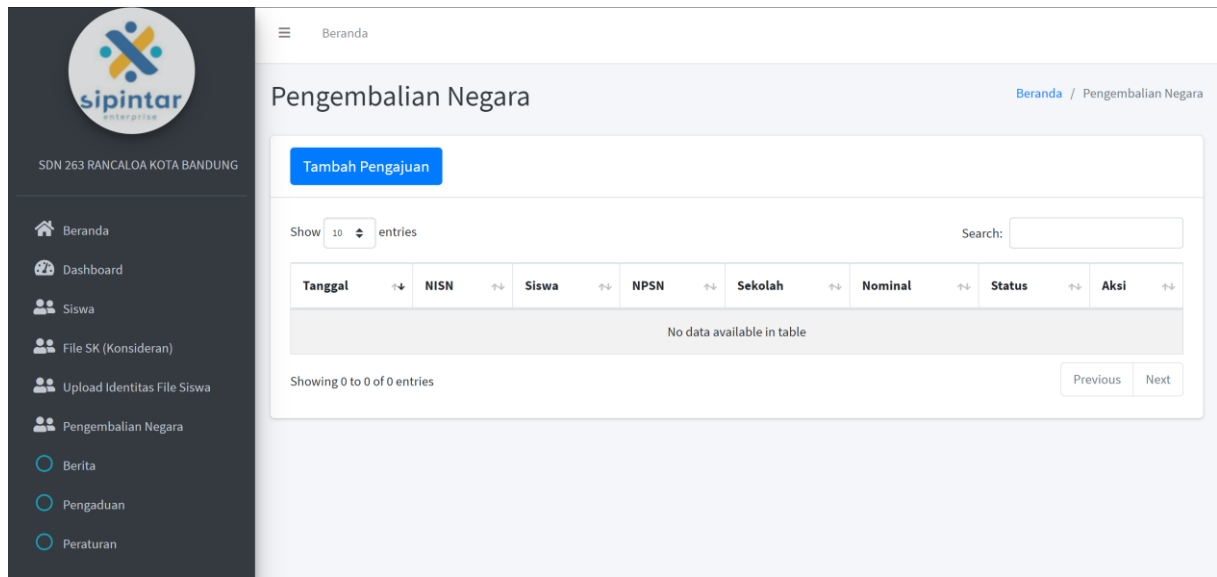 sipintar
enterprise
SDN 263 RANCALOA KOTA BANDUNG
Beranda
Dashboard
Siswa
File SK (Konsideran)
Upload Identitas File Siswa
Pengembalian Negara
Berita
Pengaduan
Peraturan
Beranda
Pengembalian Negara
Beranda / Pengembalian Negara
Tambah Pengajuan
Show 10 entries
Search:
Tanggal NISN Siswa NPSN Sekolah Nominal Status Aksi
No data available in table
Showing 0 to 0 of 0 entries
Previous Next